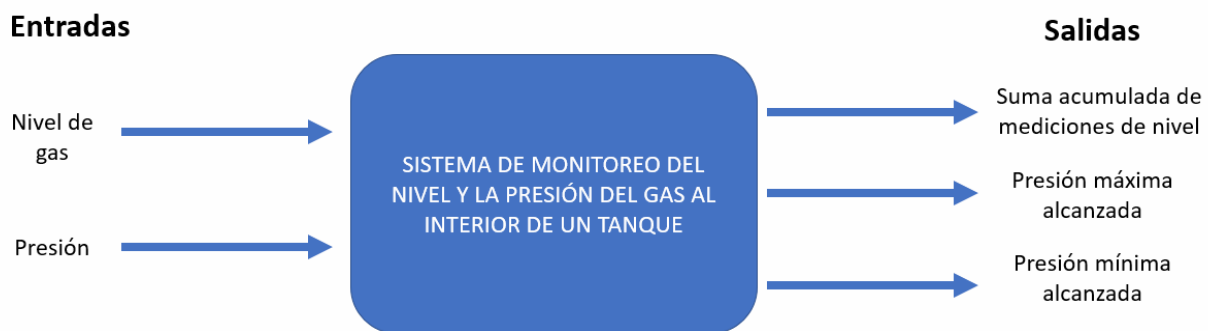 Entradas
Salidas
Nivel de
gas
Presión
SISTEMA DE MONITOREO DEL
NIVEL Y LA PRESIÓN DEL GAS AL
INTERIOR DE UN TANQUE
Suma acumulada de
mediciones de nivel
Presión máxima
alcanzada
Presión mínima
alcanzada